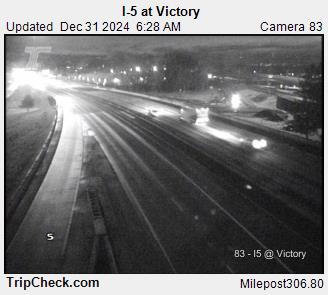 I-5 at Victory
Updated  Dec 31 2024  6:28 AM Camera 83
S
83 - I5 @ Victory
TripCheck.com Milepost306.80